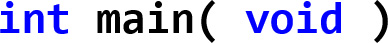 int main( void )